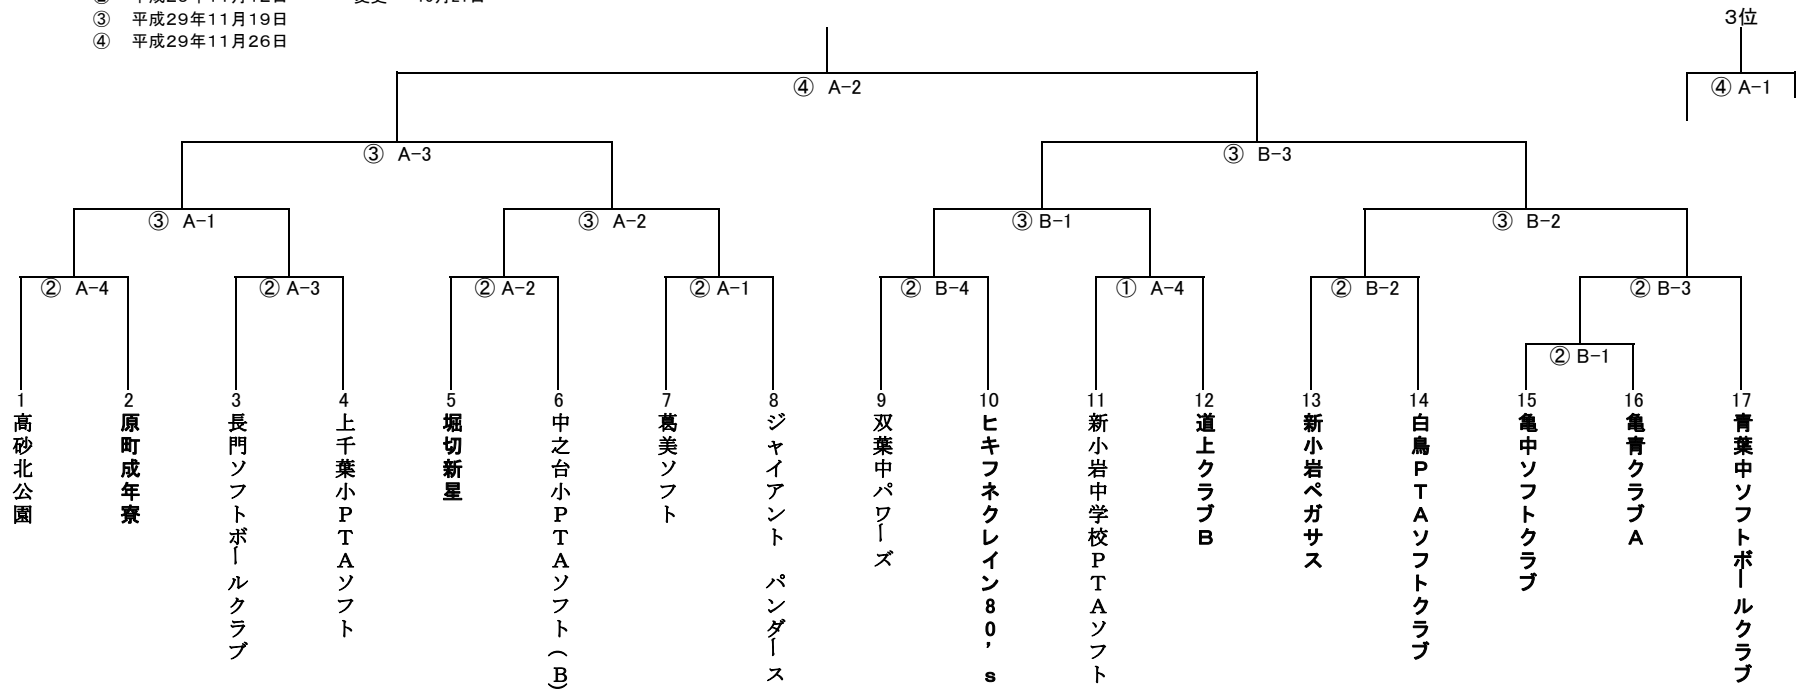 ③ 平成29年11月19日
④ 平成29年11月26日
3位
④ A-2
④ A-1
③ A-3
③ B-3
③ A-1
③ A-2
③ B-1
③ B-2
② A-4
② A-3
② A-2
② A-1
② B-4
① A-4
② B-2
② B-3
② B-1
1 高砂北公園
2 原町成年寮
3 長門ソフトボールクラブ
4 上千葉小PTAソフト
5 堀切新星
6 中之台小PTAソフト(B)
7 葛美ソフト
8 ジャイアント パンダース
9 双葉中パワーズ
10 ヒキフネクレイン80's
11 新小岩中学校PTAソフト
12 道上クラブB
13 新小岩ペガサス
14 白鳥PTAソフトクラブ
15 亀中ソフトクラブ
16 亀青クラブA
17 青葉中ソフトボールクラブ